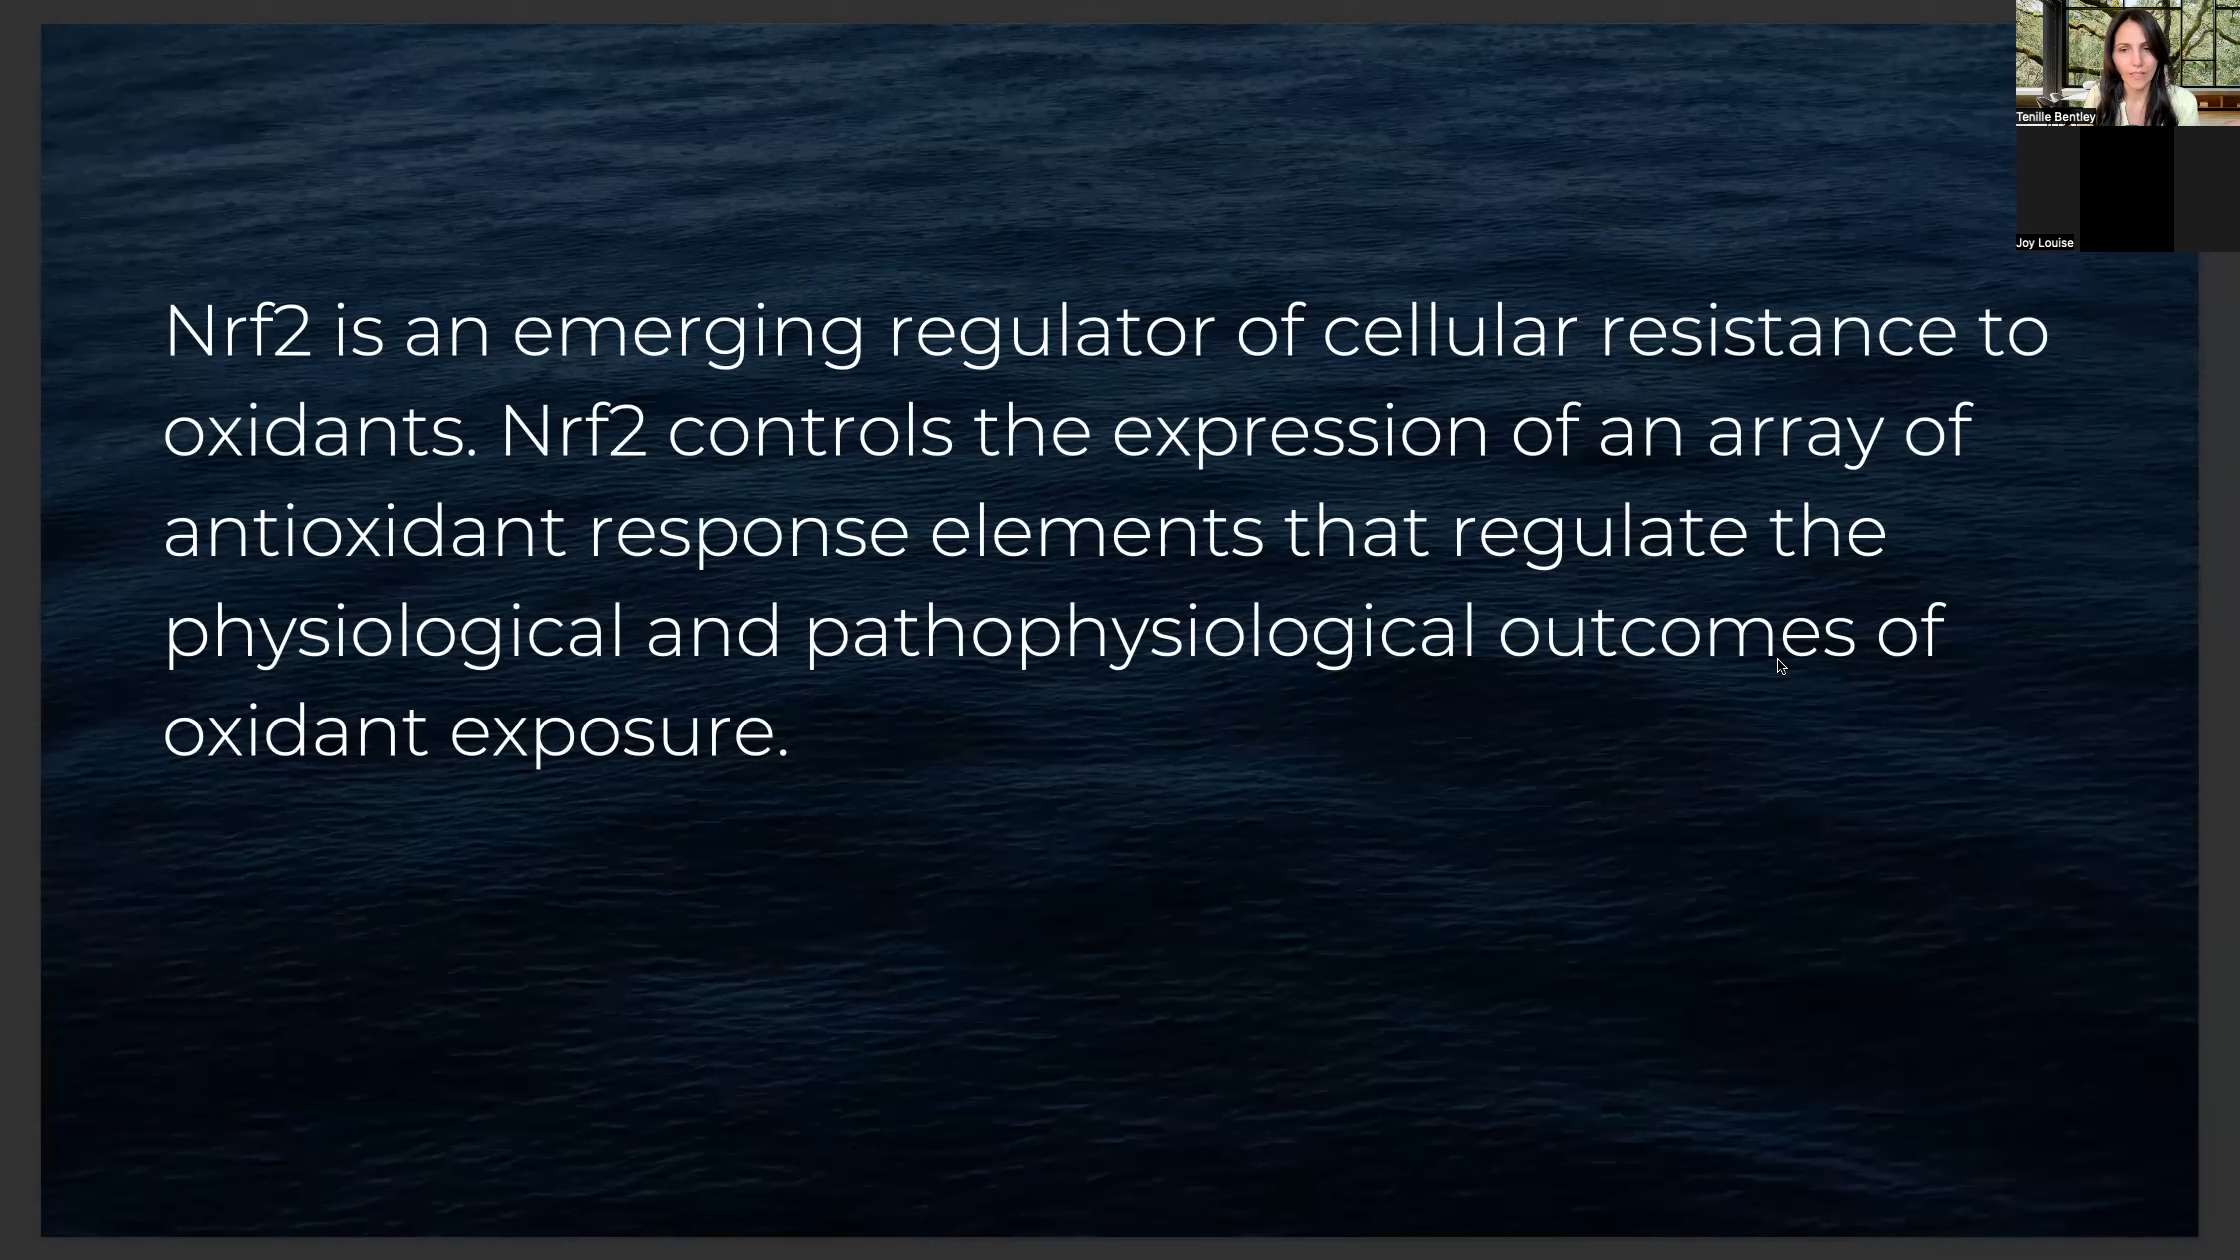 Nrf2 is an emerging regulator of cellular resistance to
oxidants. Nrf2 controls the expression of an array of
antioxidant response elements that regulate the
physiological and pathophysiological outcomes of
oxidant exposure.
Tenille Bentley
Joy Louise